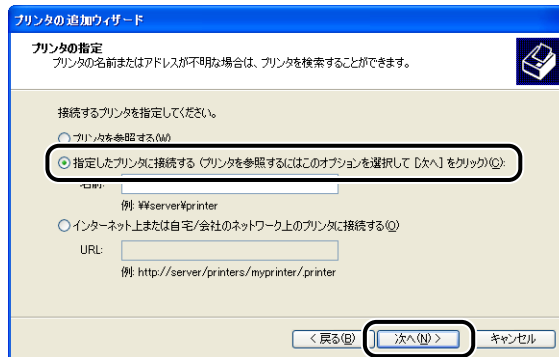 プリンタの追加ウィザード
プリンタの指定
プリンタの名前またはアドレスが不明な場合は、プリンタを検索することができます。
接続するプリンタを指定してください。
プリンタを参照する(W)
指定したプリンタに接続する (プリンタを参照するにはこのオプションを選択して [次へ] をクリック)(C):
名前:
例: ¥¥server¥printer
インターネット上または自宅/会社のネットワーク上のプリンタに接続する(O)
URL:
例: http://server/printers/myprinter/.printer
< 戻る(B) 次へ(N) > キャンセル